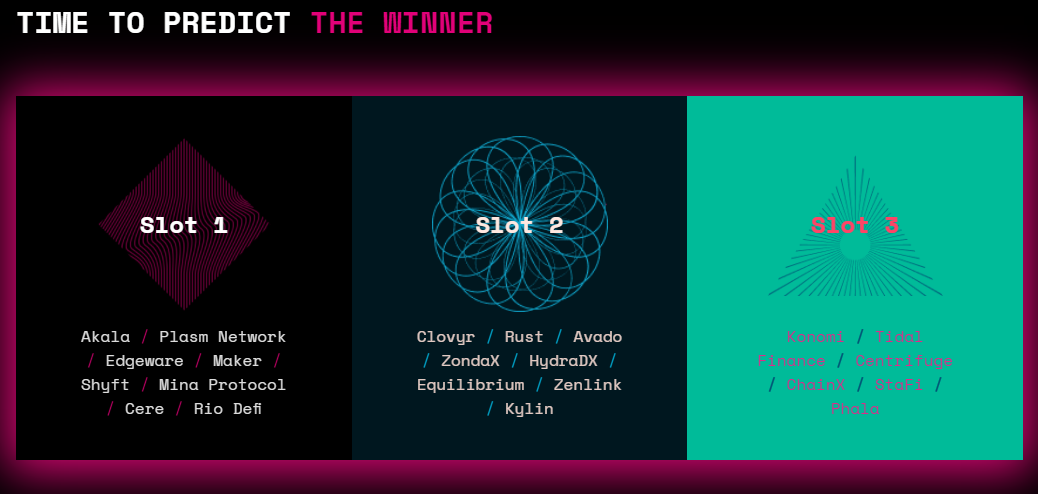 TIME TO PREDICT THE WINNER
Slot 1
Akala / Plasm Network
/ Edgeware / Maker /
Shyft / Mina Protocol
/ Cere / Rio Defi
Slot 2
Clovyr / Rust / Avado
/ ZondaX / HydraDX /
Equilibrium / Zenlink
/ Kylin
Slot 3
Konomi / Tidal
Finance / Centrifuge
/ ChainX / StaFi /
Phala